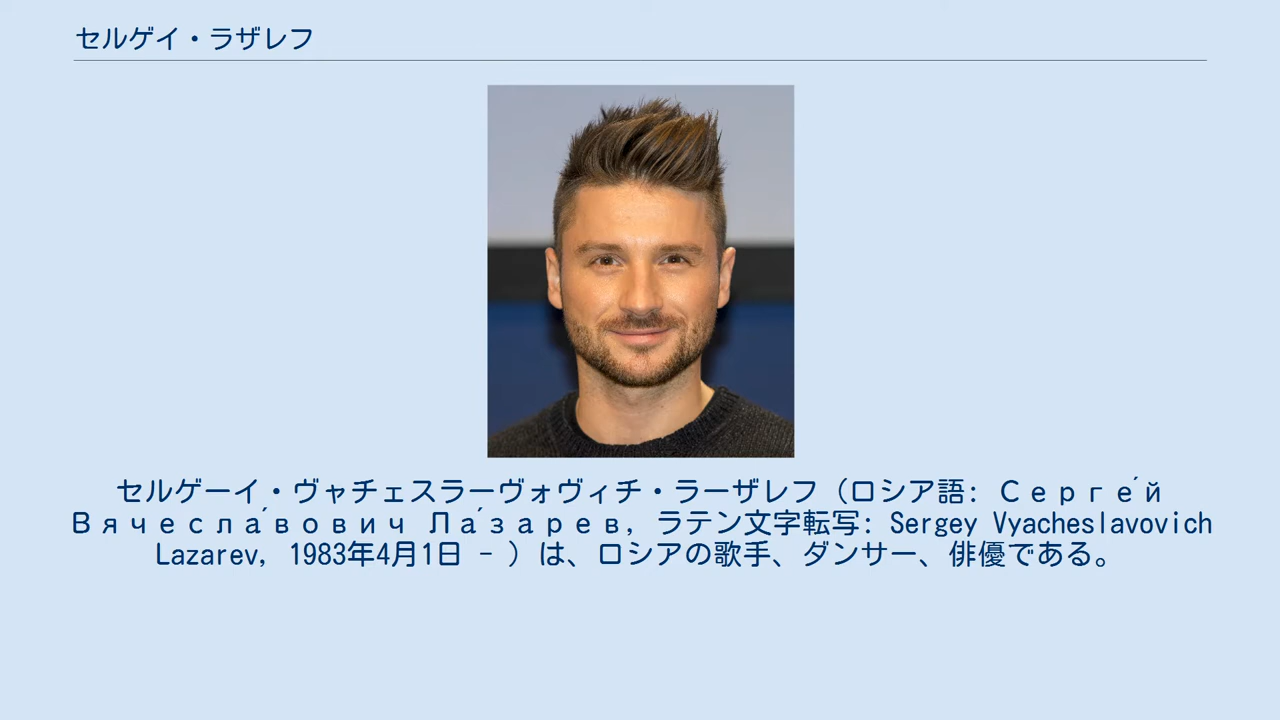 セルゲイ・ラザレフ
セルゲーイ・ヴャチェスラーヴォヴィチ・ラーザレフ（ロシア語: Серге́й
Вячесла́вович Ла́зарев, ラテン文字転写: Sergey Vyacheslavovich
Lazarev, 1983年4月1日 - ）は、ロシアの歌手、ダンサー、俳優である。